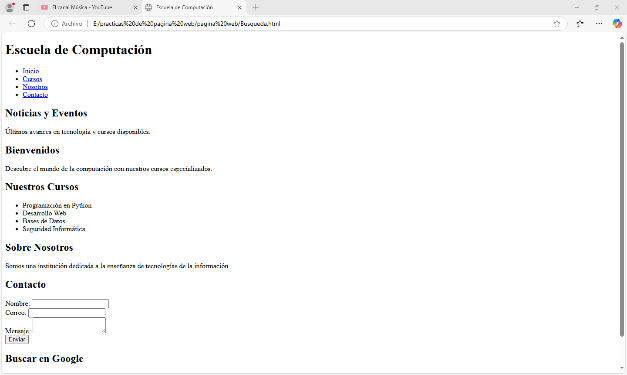 El canal Música - YouTube
Escuela de Computación
Archivo
E:/practicas%20de%20pagina%20web/pagina%20web/Busqueda.html
Escuela de Computación
Inicio
Cursos
Nosotros
Contacto
Noticias y Eventos
Últimos avances en tecnología y cursos disponibles.
Bienvenidos
Descubre el mundo de la computación con nuestros cursos especializados.
Nuestros Cursos
Programación en Python
Desarrollo Web
Bases de Datos
Seguridad Informática
Sobre Nosotros
Somos una institución dedicada a la enseñanza de tecnologías de la información
Contacto
Nombre:
Correo:
Mensaje:
Enviar
Buscar en Google